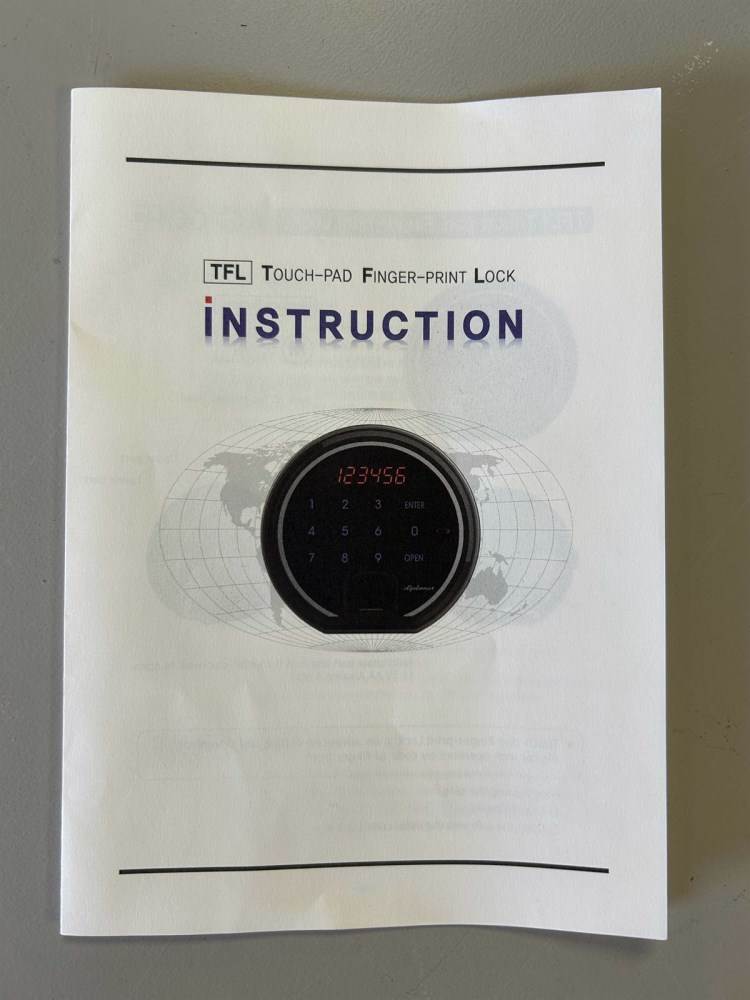 TFL TOUCH-PAD FINGER-PRINT LOCK
iNSTRUCTION
123456
1 2 3 ENTER
4 5 6 0
7 8 9 OPEN